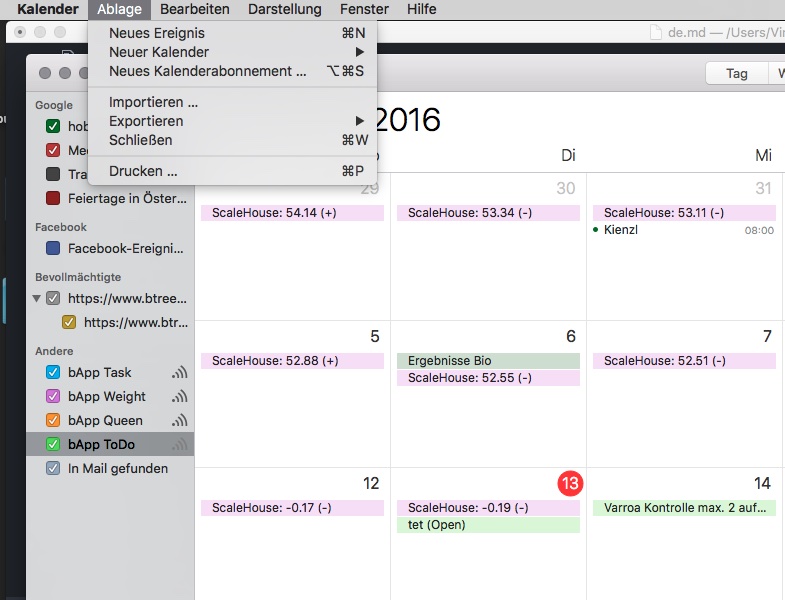 Kalender Ablage Bearbeiten Darstellung Fenster Hilfe
de.md — /Users/Vir
Neues Ereignis ⌘N
Neuer Kalender ▶
Neues Kalenderabonnement ... ⌥⌘S
Importieren ...
Exportieren ▶
Schließen ⌘W
Drucken ... ⌘P
Tag W
2016
Di Mi
Google
hob
Me
Tra
Feiertage in Öster...
Facebook
Facebook-Ereigni...
Bevollmächtigte
https://www.btree...
https://www.btr...
Andere
bApp Task
bApp Weight
bApp Queen
bApp ToDo
In Mail gefunden
29 30 31
ScaleHouse: 54.14 (+) ScaleHouse: 53.34 (-) ScaleHouse: 53.11 (-)
Kienzl 08:00
5 6 7
ScaleHouse: 52.88 (+) Ergebnisse Bio ScaleHouse: 52.51 (-)
ScaleHouse: 52.55 (-)
12 13 14
ScaleHouse: -0.17 (-) ScaleHouse: -0.19 (-) Varroa Kontrolle max. 2 auf...
tet (Open)